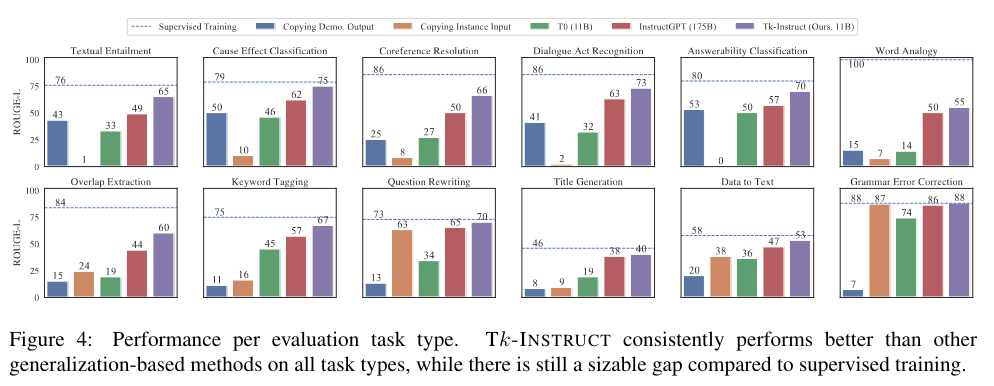 Supervised Training Copying Demo. Output Copying Instance Input T0 (11B) InstructGPT (175B) Tk-Instruct (Ours, 11B)
Textual Entailment Cause Effect Classification Coreference Resolution Dialogue Act Recognition Answerability Classification Word Analogy
ROUGE-L
100
75
50
25
0
76 43 1 33 49 65
79 50 10 46 62 75
86 25 8 27 50 66
86 41 2 32 63 73
80 53 0 50 57 70
100 15 7 14 50 55
Overlap Extraction Keyword Tagging Question Rewriting Title Generation Data to Text Grammar Error Correction
ROUGE-L
100
75
50
25
0
84 15 24 19 44 60
75 11 16 45 57 67
73 13 63 34 65 70
46 8 9 19 38 40
58 20 38 36 47 53
88 7 87 74 86 88
Figure 4: Performance per evaluation task type. Tk-INSTRUCT consistently performs better than other
generalization-based methods on all task types, while there is still a sizable gap compared to supervised training.